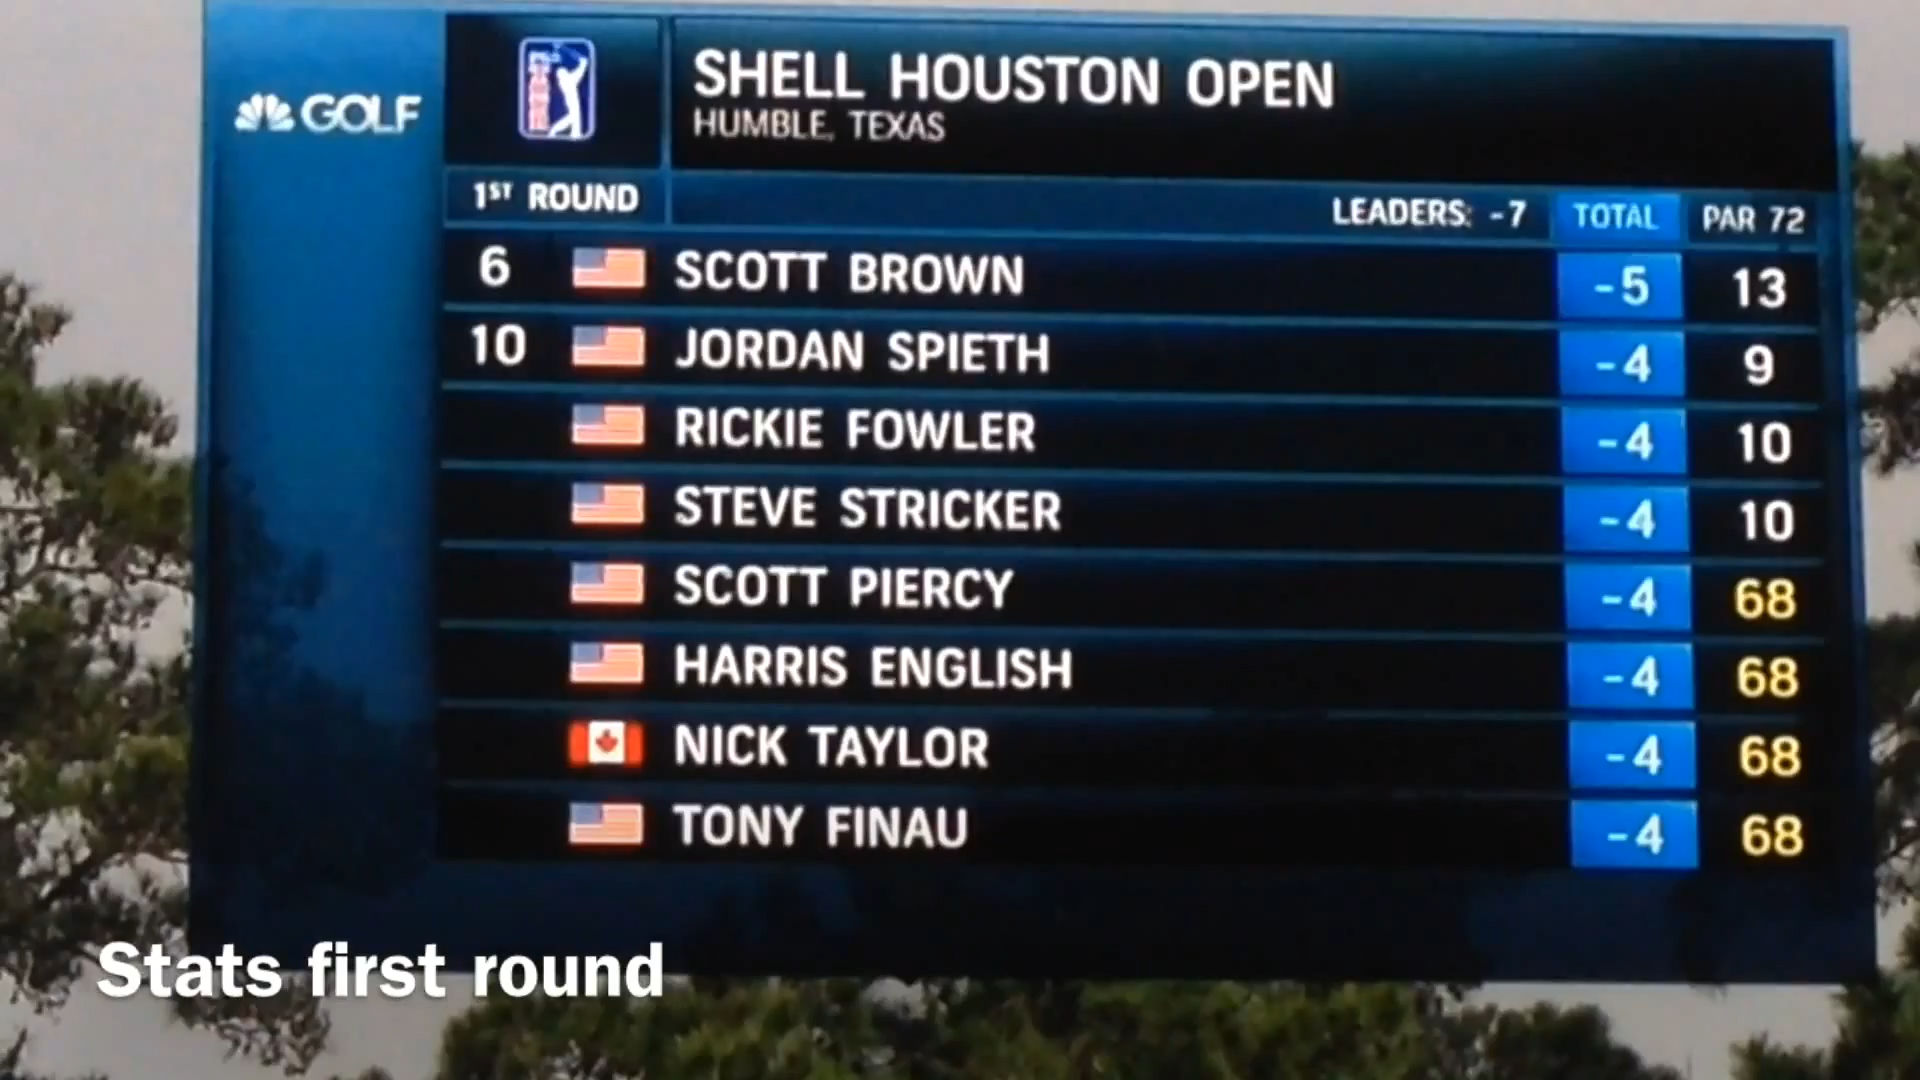 GOLF
SHELL HOUSTON OPEN
HUMBLE, TEXAS
1ST ROUND LEADERS: -7 TOTAL PAR 72
6 SCOTT BROWN -5 13
10 JORDAN SPIETH -4 9
RICKIE FOWLER -4 10
STEVE STRICKER -4 10
SCOTT PIERCY -4 68
HARRIS ENGLISH -4 68
NICK TAYLOR -4 68
TONY FINAU -4 68
Stats first round